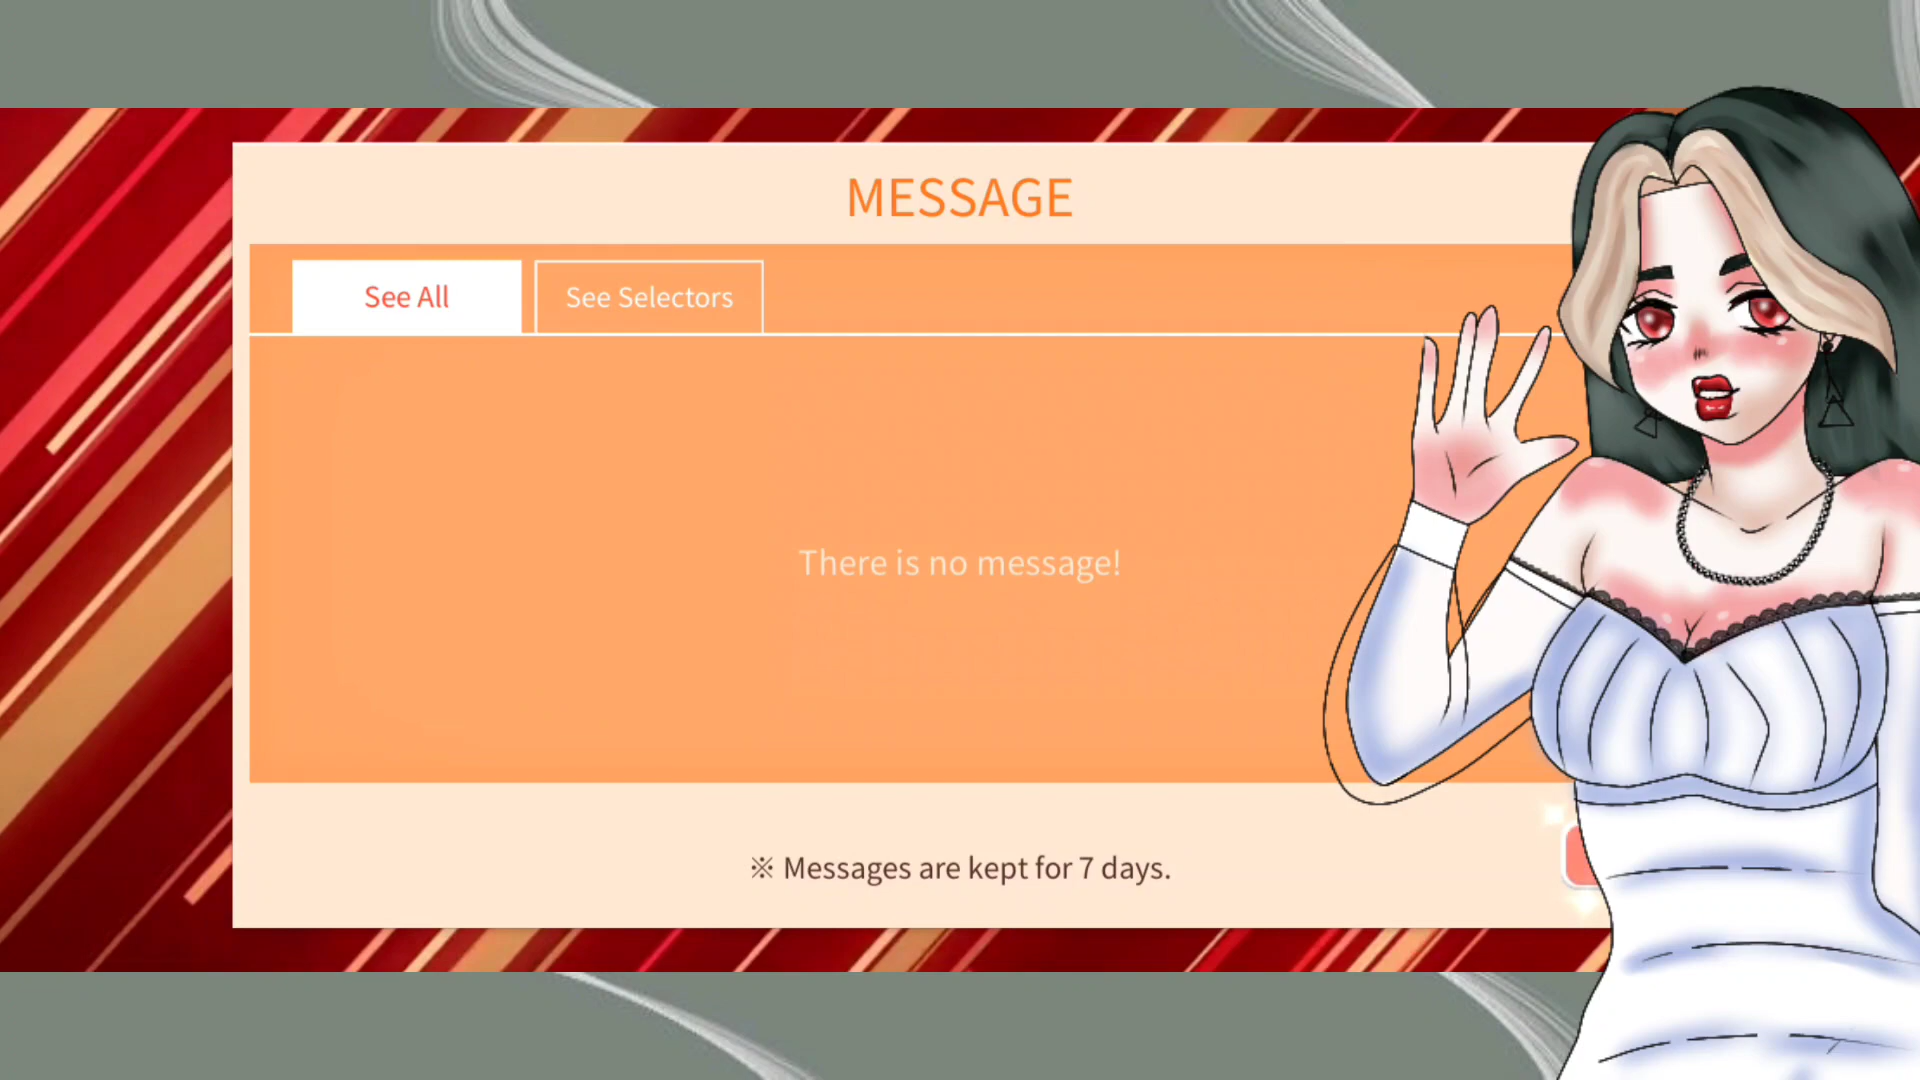 MESSAGE
See All
See Selectors
There is no message!
※ Messages are kept for 7 days.